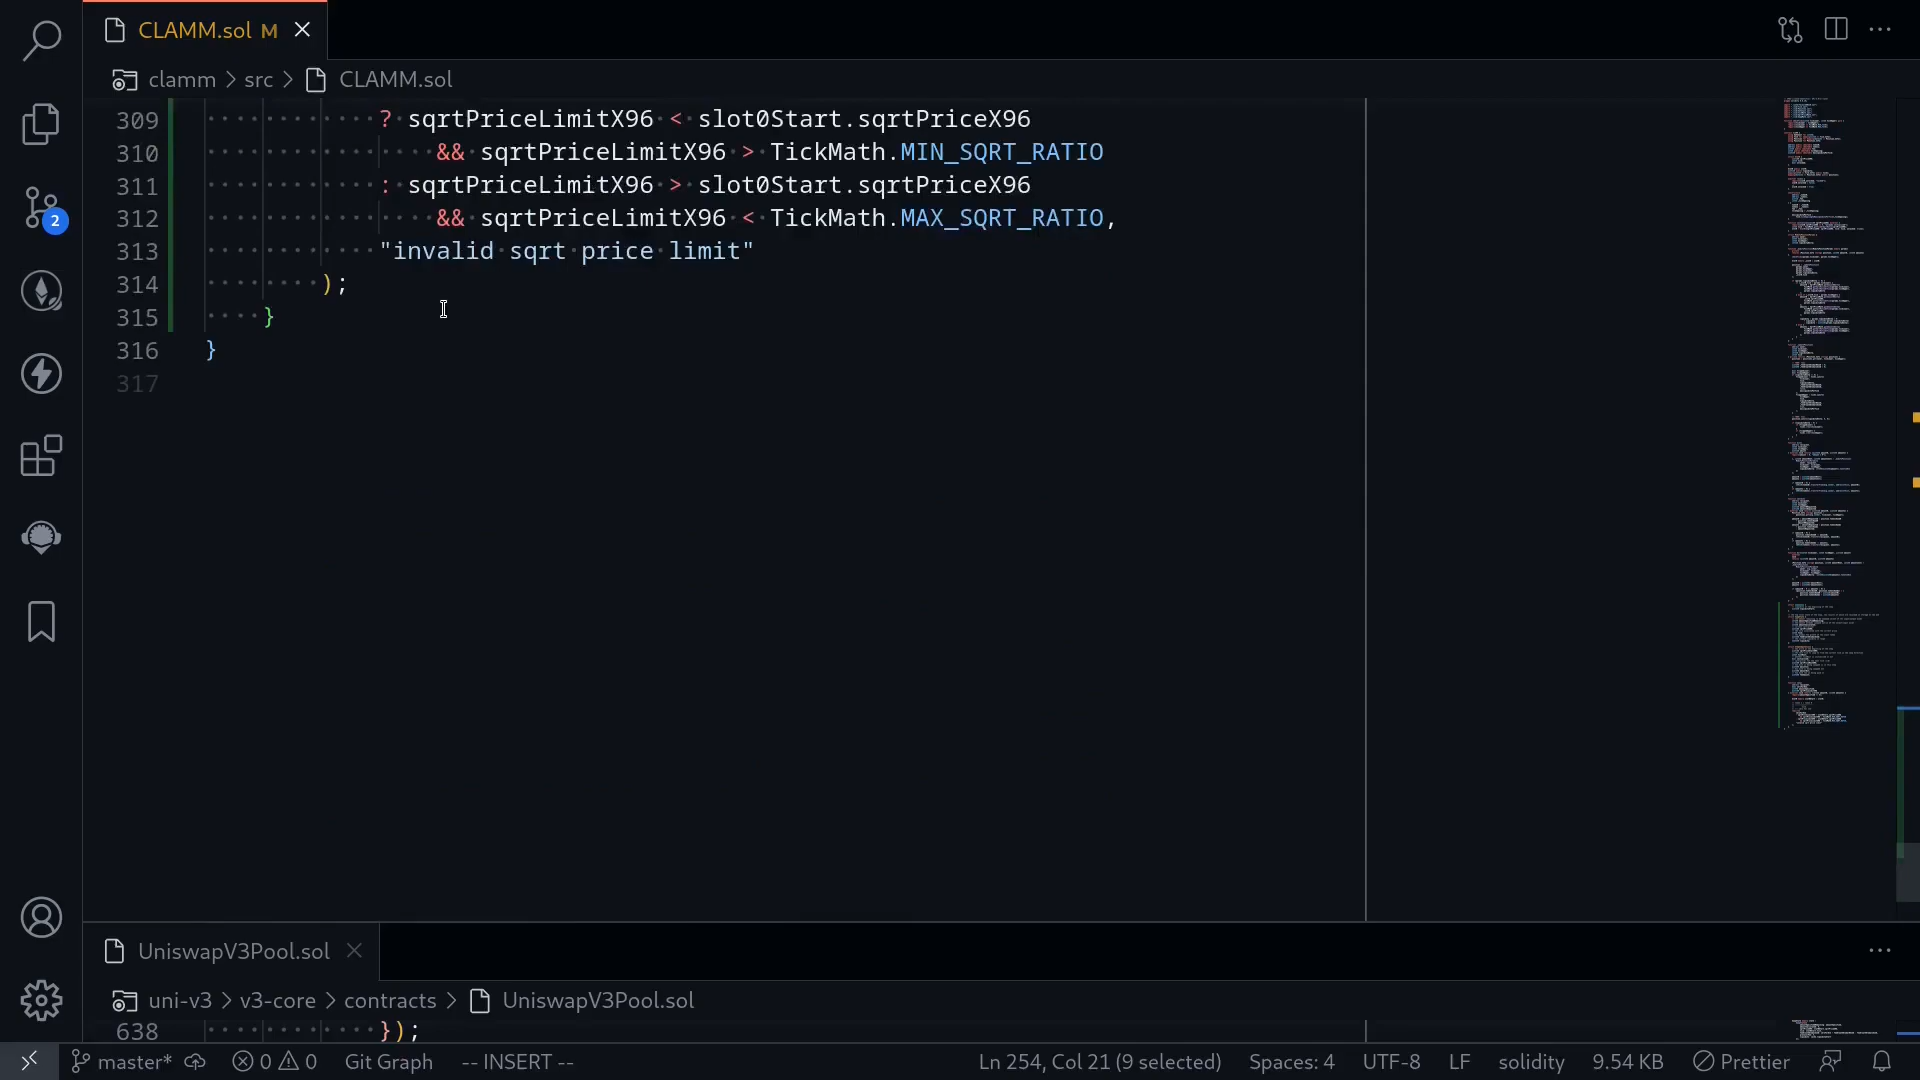 CLAMM.sol M
clamm > src > CLAMM.sol
309 ? sqrtPriceLimitX96 < slot0Start.sqrtPriceX96
310 && sqrtPriceLimitX96 > TickMath.MIN_SQRT_RATIO
311 : sqrtPriceLimitX96 > slot0Start.sqrtPriceX96
312 && sqrtPriceLimitX96 < TickMath.MAX_SQRT_RATIO,
313 "invalid sqrt price limit"
314 );
315 }
316 }
317
2
UniswapV3Pool.sol
uni-v3 > v3-core > contracts > UniswapV3Pool.sol
638 });
master* 0 0 Git Graph -- INSERT -- Ln 254, Col 21 (9 selected) Spaces: 4 UTF-8 LF solidity 9.54 KB Prettier